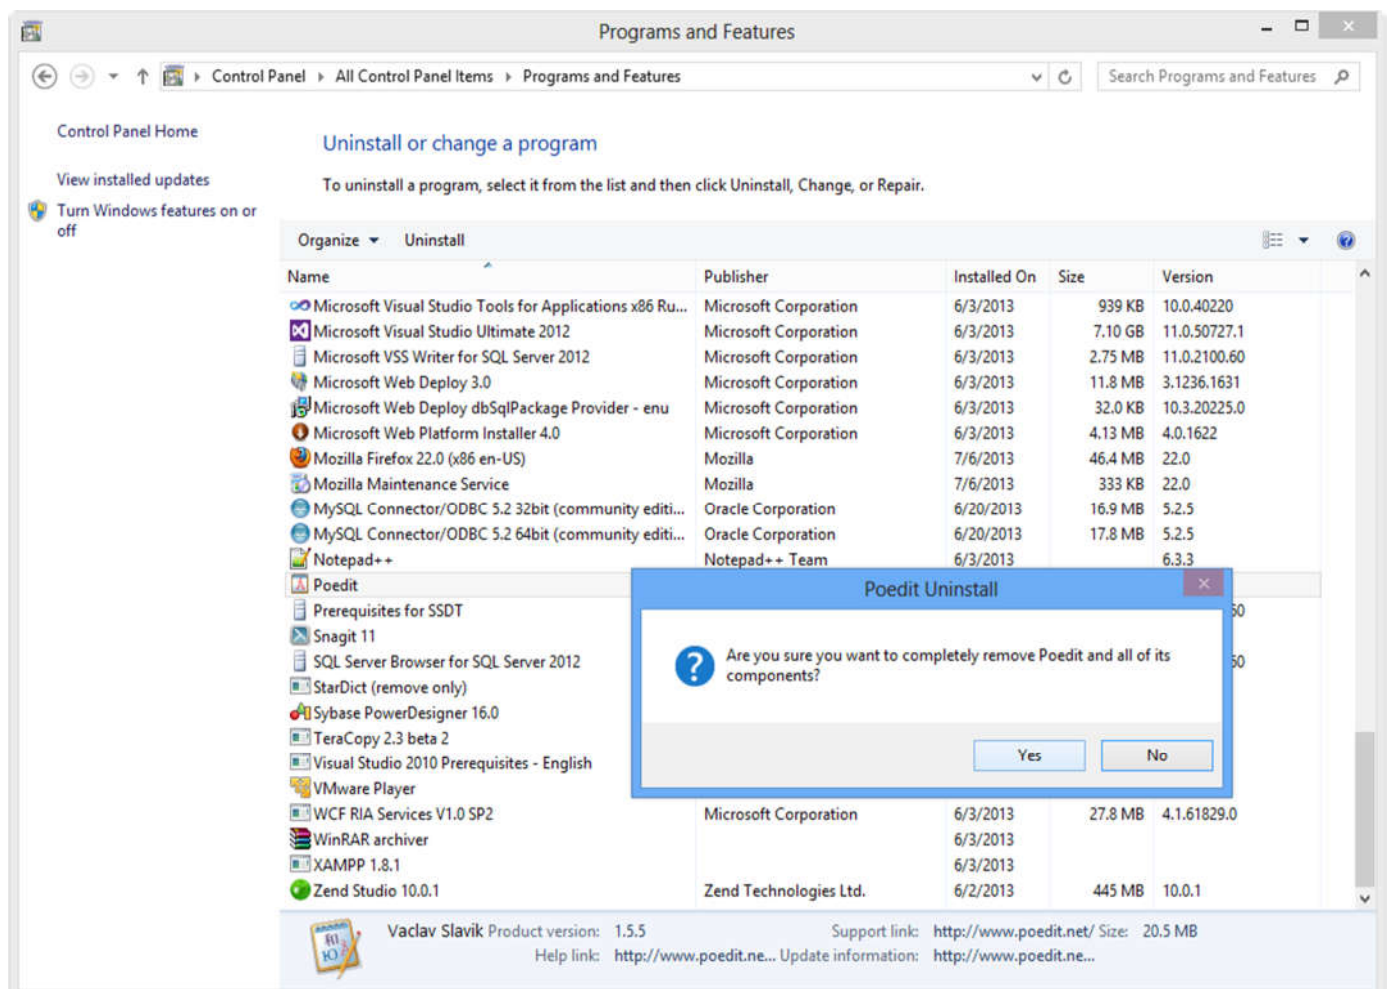 Programs and Features
Control Panel All Control Panel Items Programs and Features Search Programs and Features
Control Panel Home
View installed updates
Turn Windows features on or
off
Uninstall or change a program
To uninstall a program, select it from the list and then click Uninstall, Change, or Repair.
Organize Uninstall
Name Publisher Installed On Size Version
Microsoft Visual Studio Tools for Applications x86 Ru... Microsoft Corporation 6/3/2013 939 KB 10.0.40220
Microsoft Visual Studio Ultimate 2012 Microsoft Corporation 6/3/2013 7.10 GB 11.0.50727.1
Microsoft VSS Writer for SQL Server 2012 Microsoft Corporation 6/3/2013 2.75 MB 11.0.2100.60
Microsoft Web Deploy 3.0 Microsoft Corporation 6/3/2013 11.8 MB 3.1236.1631
Microsoft Web Deploy dbSqlPackage Provider - enu Microsoft Corporation 6/3/2013 32.0 KB 10.3.20225.0
Microsoft Web Platform Installer 4.0 Microsoft Corporation 6/3/2013 4.13 MB 4.0.1622
Mozilla Firefox 22.0 (x86 en-US) Mozilla 7/6/2013 46.4 MB 22.0
Mozilla Maintenance Service Mozilla 7/6/2013 333 KB 22.0
MySQL Connector/ODBC 5.2 32bit (community editi... Oracle Corporation 6/20/2013 16.9 MB 5.2.5
MySQL Connector/ODBC 5.2 64bit (community editi... Oracle Corporation 6/20/2013 17.8 MB 5.2.5
Notepad++ Notepad++ Team 6/3/2013 6.3.3
Poedit
Prerequisites for SSDT
Snagit 11
SQL Server Browser for SQL Server 2012
StarDict (remove only)
Sybase PowerDesigner 16.0
TeraCopy 2.3 beta 2
Visual Studio 2010 Prerequisites - English
VMware Player
Poedit Uninstall
Are you sure you want to completely remove Poedit and all of its
components?
Yes No
WCF RIA Services V1.0 SP2 Microsoft Corporation 6/3/2013 27.8 MB 4.1.61829.0
WinRAR archiver 6/3/2013
XAMPP 1.8.1 6/3/2013
Zend Studio 10.0.1 Zend Technologies Ltd. 6/2/2013 445 MB 10.0.1
Vaclav Slavik Product version: 1.5.5 Support link: http://www.poedit.net/ Size: 20.5 MB
Help link: http://www.poedit.ne... Update information: http://www.poedit.ne...